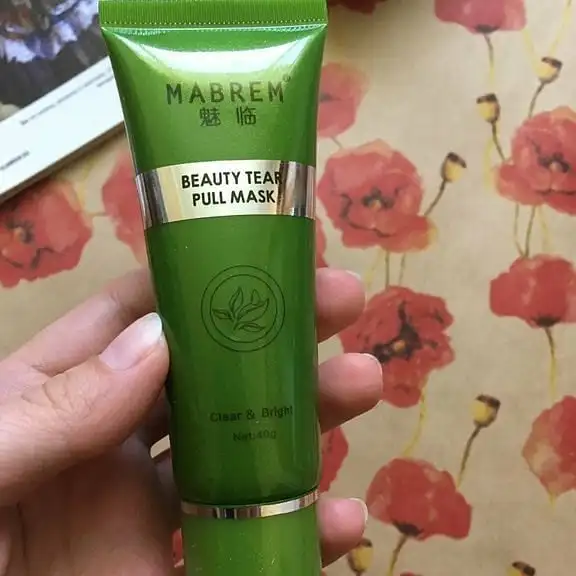 MABREM®
魅 临
BEAUTY TEAR
PULL MASK
Clear & Bright
Net:40g